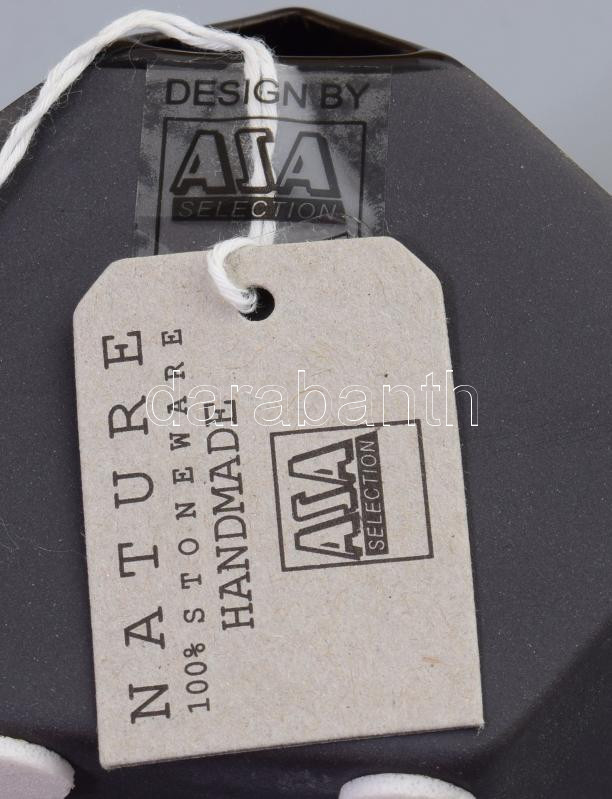 DESIGN BY
ASA
SELECTION
NATURE
100% STONEWARE
HANDMADE
ASA
SELECTION
darabanth